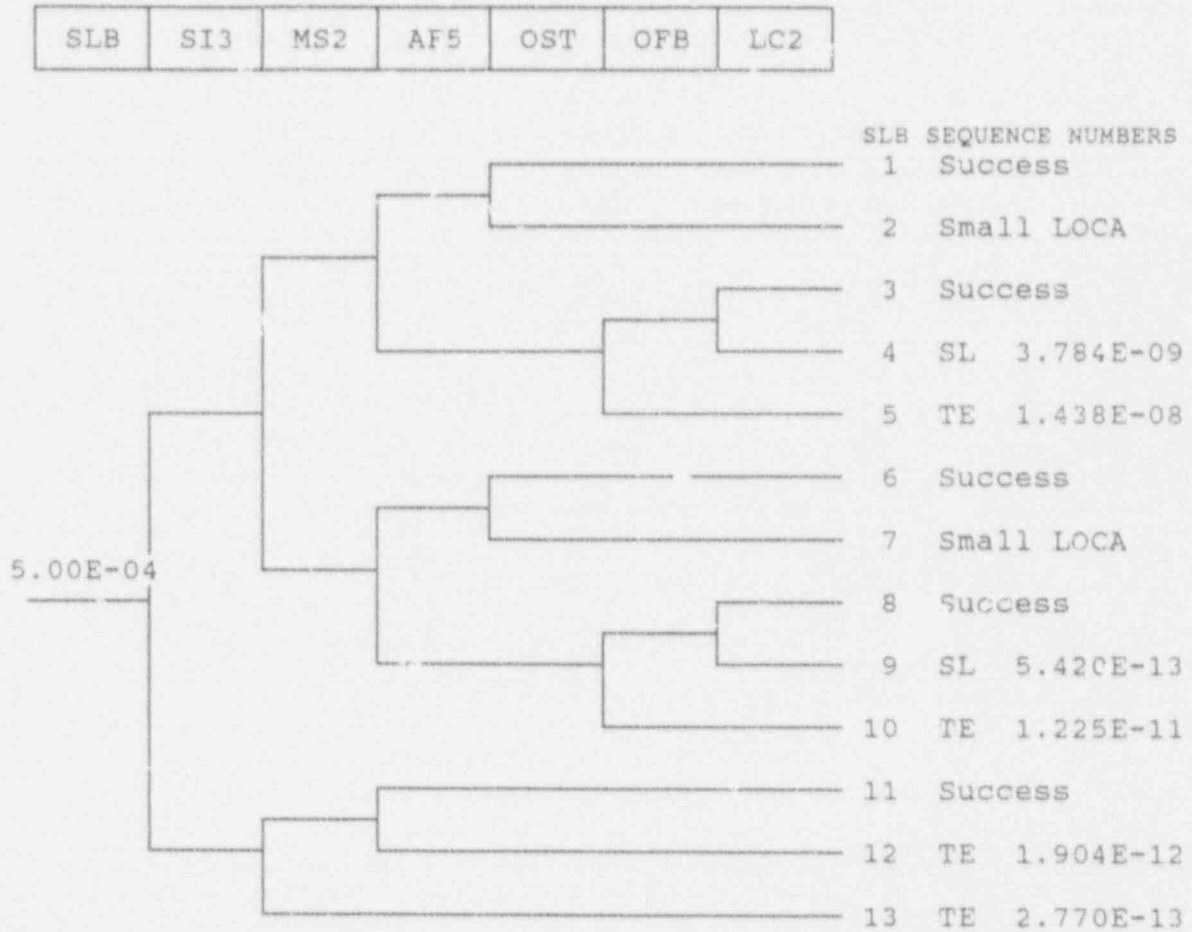 SLB SI3 MS2 AF5 OST OFB LC2
SLB SEQUENCE NUMBERS
1 Success
2 Small LOCA
3 Success
4 SL 3.784E-09
5 TE 1.438E-08
6 Success
7 Small LOCA
5.00E-04
8 Success
9 SL 5.420E-13
10 TE 1.225E-11
11 Success
12 TE 1.904E-12
13 TE 2.770E-13